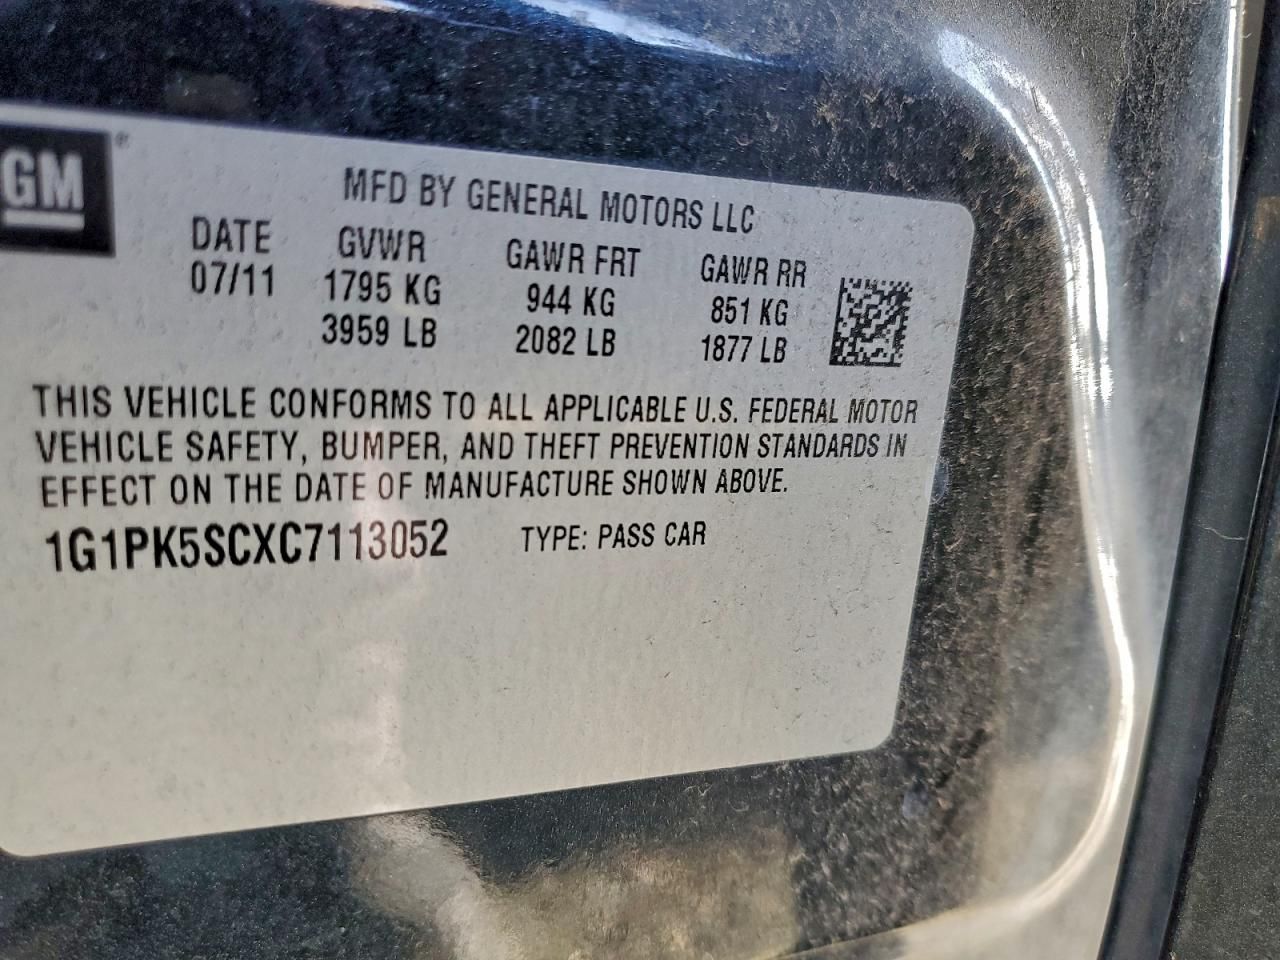 GM®
MFD BY GENERAL MOTORS LLC
DATE GVWR GAWR FRT GAWR RR
07/11 1795 KG 944 KG 851 KG
3959 LB 2082 LB 1877 LB
THIS VEHICLE CONFORMS TO ALL APPLICABLE U.S. FEDERAL MOTOR
VEHICLE SAFETY, BUMPER, AND THEFT PREVENTION STANDARDS IN
EFFECT ON THE DATE OF MANUFACTURE SHOWN ABOVE.
1G1PK5SCXC7113052 TYPE: PASS CAR